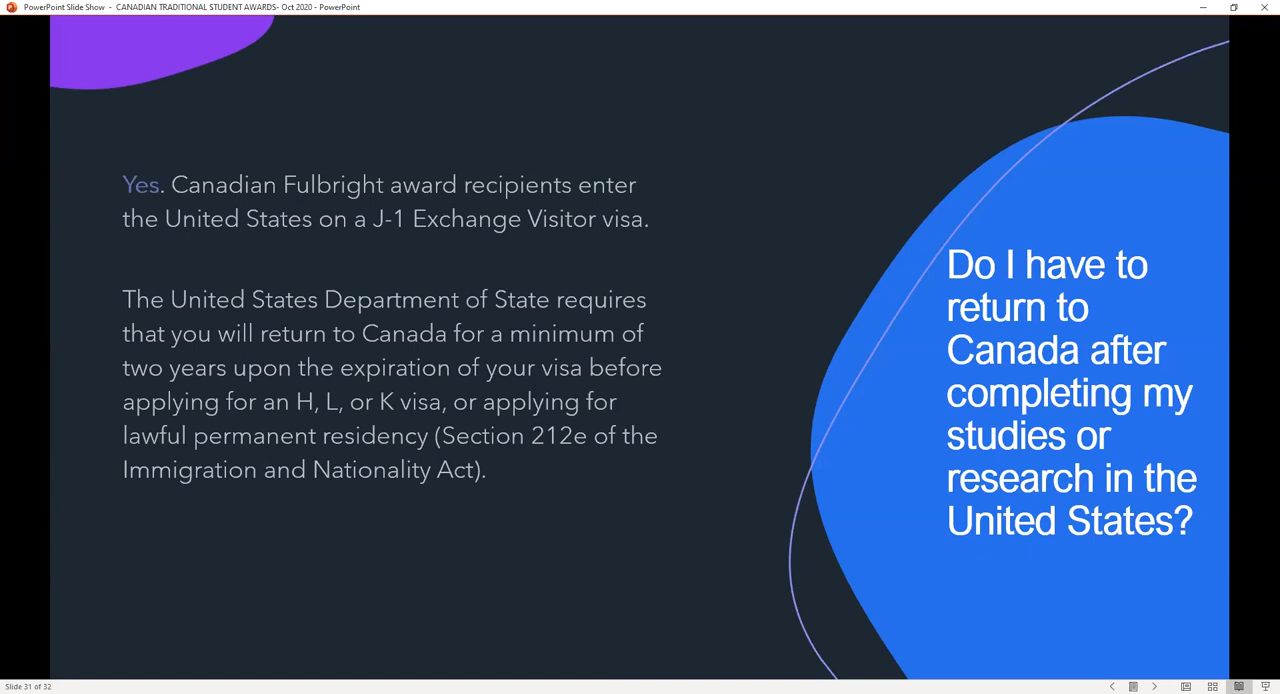 PowerPoint Slide Show - CANADIAN TRADITIONAL STUDENT AWARDS- Oct 2020 - PowerPoint
Yes. Canadian Fulbright award recipients enter
the United States on a J-1 Exchange Visitor visa.
The United States Department of State requires
that you will return to Canada for a minimum of
two years upon the expiration of your visa before
applying for an H, L, or K visa, or applying for
lawful permanent residency (Section 212e of the
Immigration and Nationality Act).
Do I have to
return to
Canada after
completing my
studies or
research in the
United States?
Slide 31 of 32